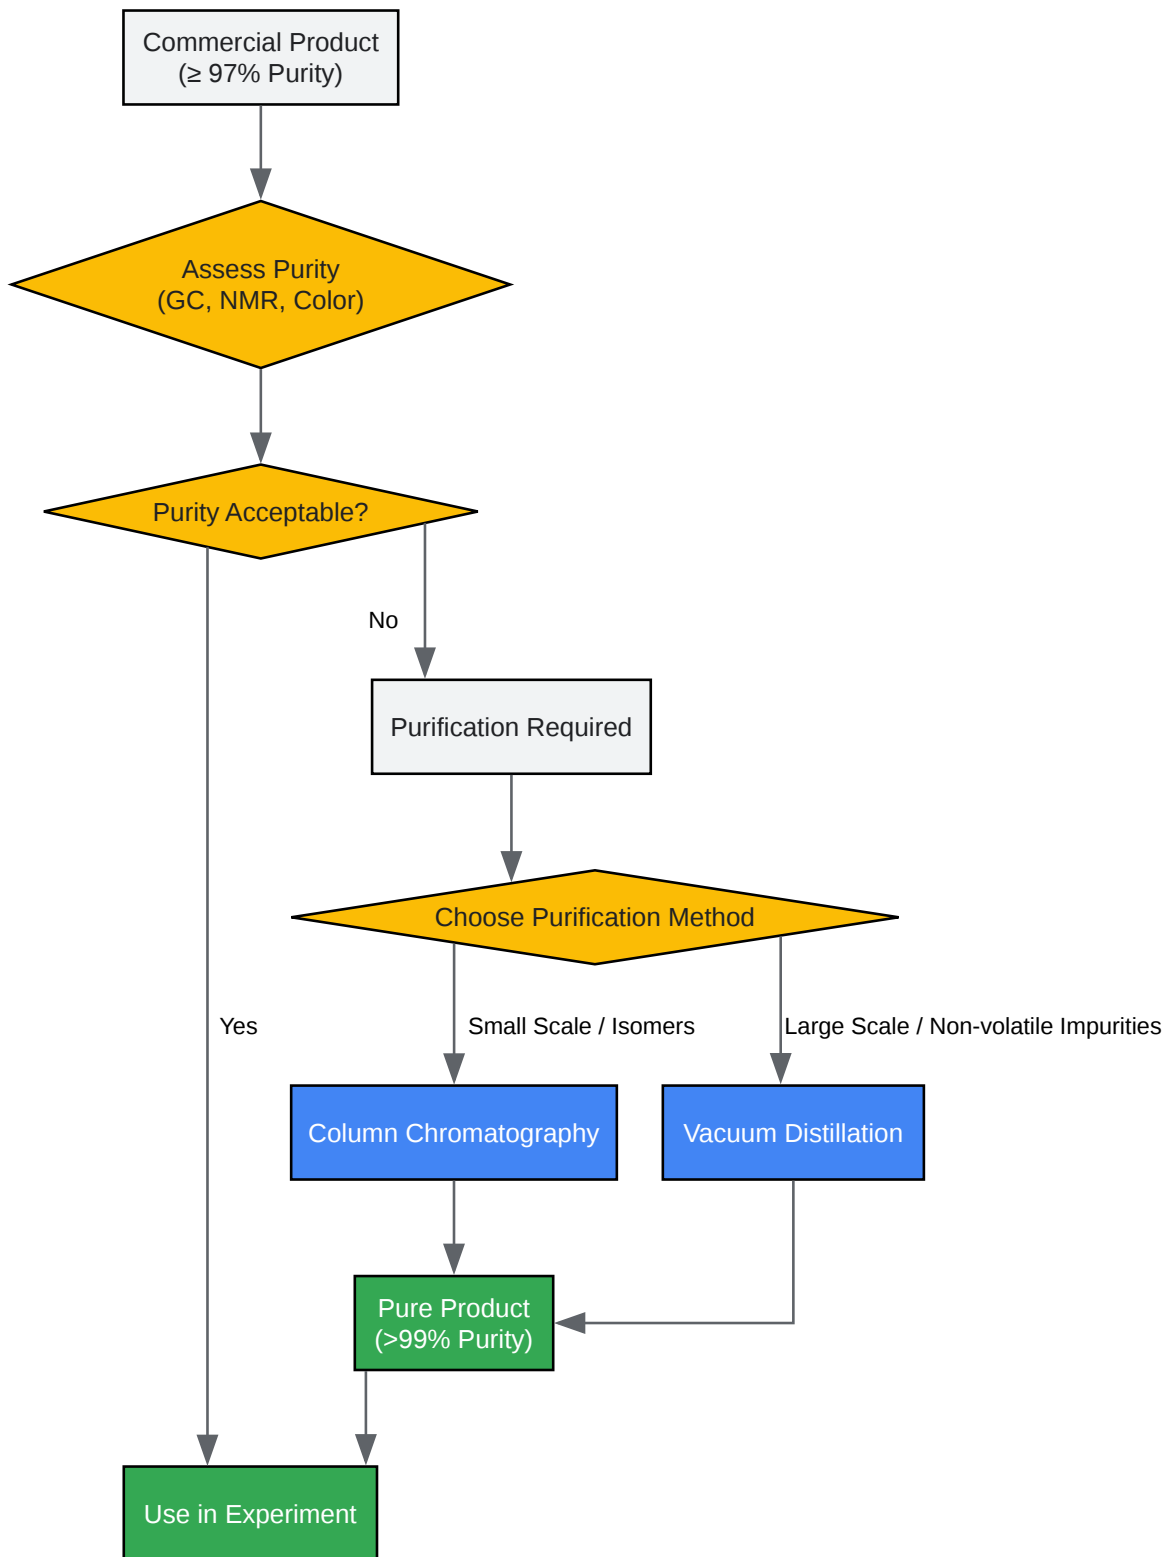 Commercial Product
(≥ 97% Purity)
Assess Purity
(GC, NMR, Color)
Purity Acceptable?
No
Purification Required
Choose Purification Method
Yes
Small Scale / Isomers
Large Scale / Non-volatile Impurities
Column Chromatography
Vacuum Distillation
Pure Product
(>99% Purity)
Use in Experiment